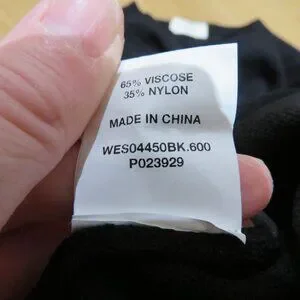 65% VISCOSE
35% NYLON
MADE IN CHINA
WES04450BK.600
P023929